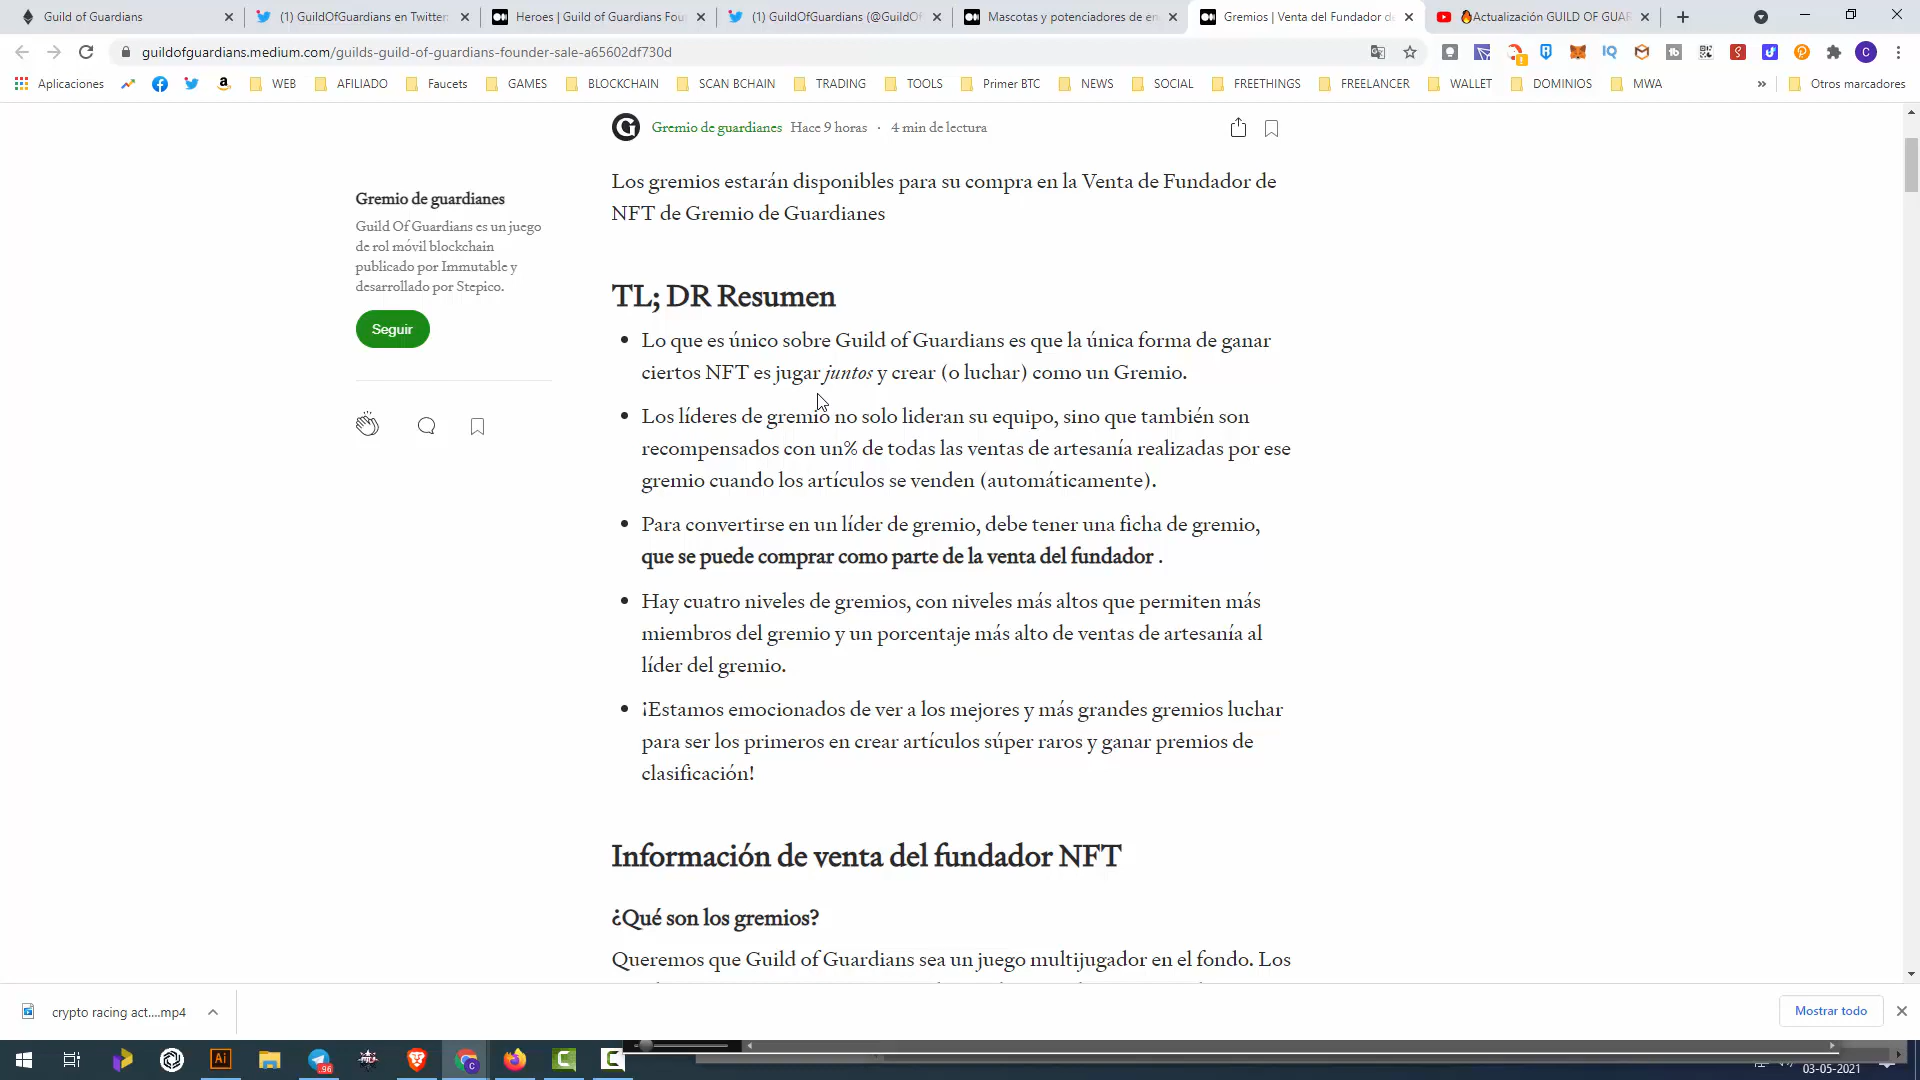 Guild of Guardians
(1) GuildOfGuardians en Twitter
Heroes | Guild of Guardians Fou
(1) GuildOfGuardians (@GuildOf
Mascotas y potenciadores de en
Gremios | Venta del Fundador de
Actualización GUILD OF GUAR
guildofguardians.medium.com/guilds-guild-of-guardians-founder-sale-a65602df730d
Aplicaciones
WEB
AFILIADO
Faucets
GAMES
BLOCKCHAIN
SCAN BCHAIN
TRADING
TOOLS
Primer BTC
NEWS
SOCIAL
FREETHINGS
FREELANCER
WALLET
DOMINIOS
MWA
»
Otros marcadores
Gremio de guardianes Hace 9 horas · 4 min de lectura
Gremio de guardianes
Guild Of Guardians es un juego
de rol móvil blockchain
publicado por Immutable y
desarrollado por Stepico.
Seguir
Los gremios estarán disponibles para su compra en la Venta de Fundador de
NFT de Gremio de Guardianes
TL; DR Resumen
• Lo que es único sobre Guild of Guardians es que la única forma de ganar
ciertos NFT es jugar juntos y crear (o luchar) como un Gremio.
• Los líderes de gremio no solo lideran su equipo, sino que también son
recompensados con un% de todas las ventas de artesanía realizadas por ese
gremio cuando los artículos se venden (automáticamente).
• Para convertirse en un líder de gremio, debe tener una ficha de gremio,
que se puede comprar como parte de la venta del fundador .
• Hay cuatro niveles de gremios, con niveles más altos que permiten más
miembros del gremio y un porcentaje más alto de ventas de artesanía al
líder del gremio.
• ¡Estamos emocionados de ver a los mejores y más grandes gremios luchar
para ser los primeros en crear artículos súper raros y ganar premios de
clasificación!
Información de venta del fundador NFT
¿Qué son los gremios?
Queremos que Guild of Guardians sea un juego multijugador en el fondo. Los
crypto racing act....mp4
Mostrar todo
Ai
96
03-05-2021